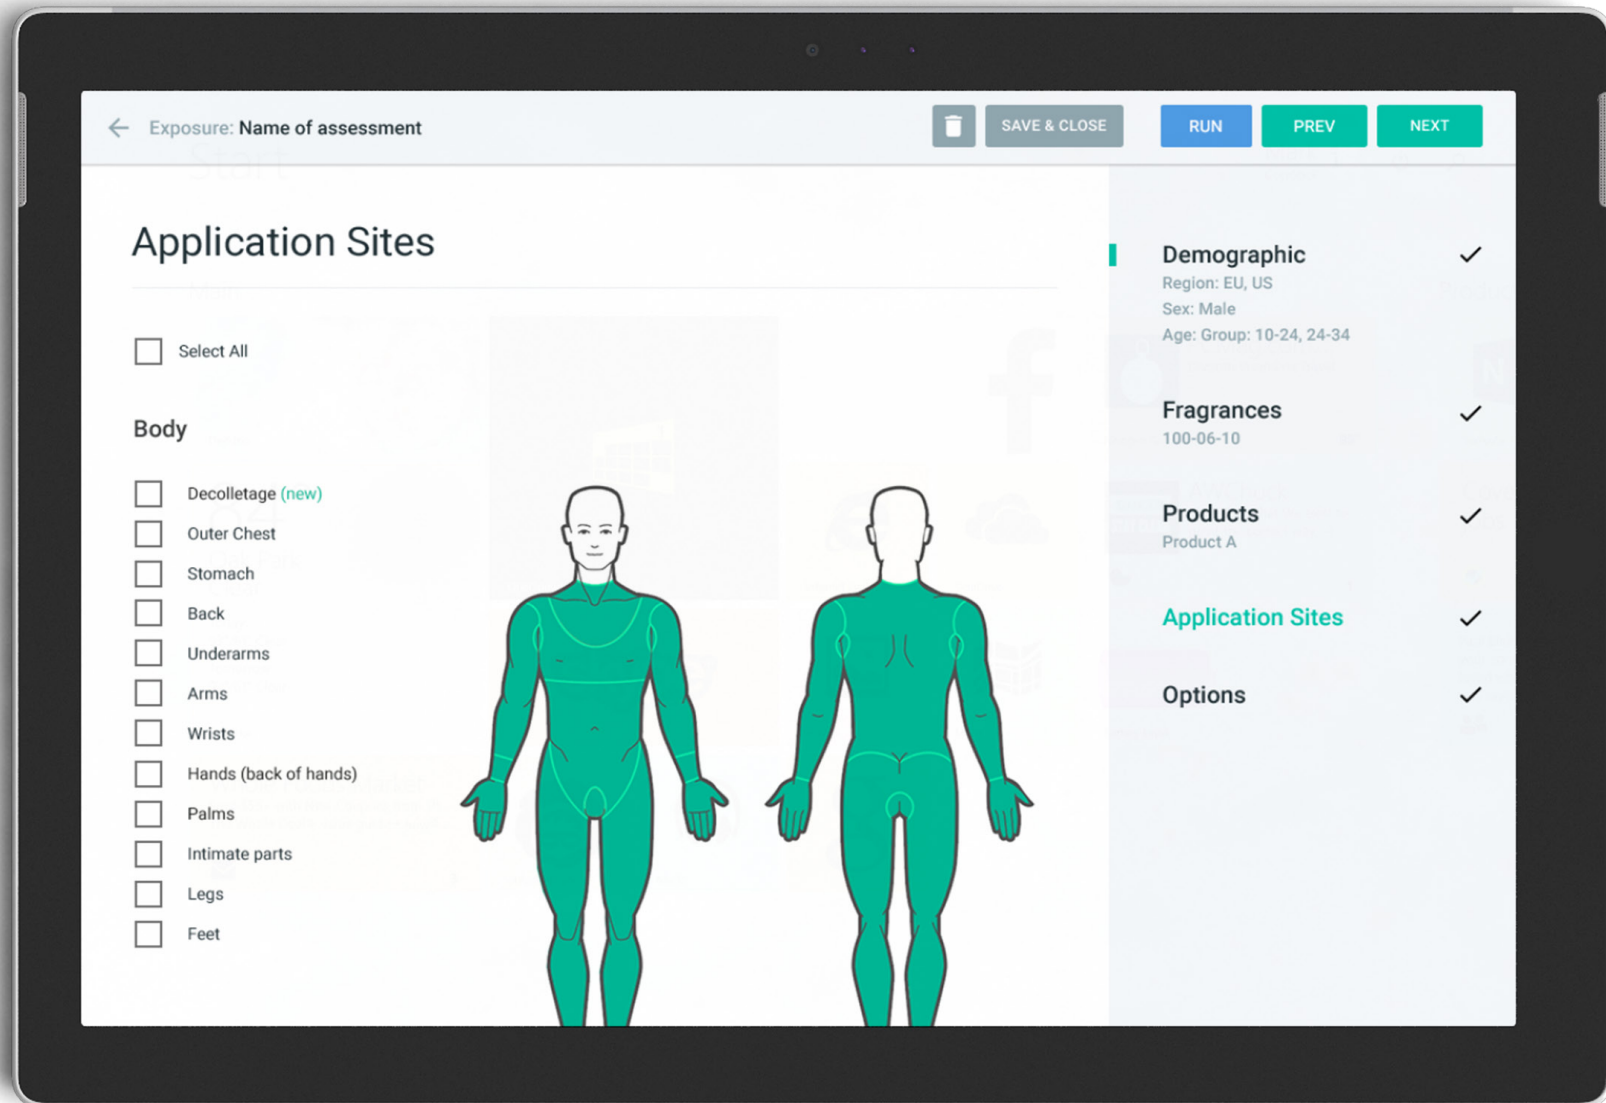 Exposure: Name of assessment
SAVE & CLOSE
RUN
PREV
NEXT
Start
Application Sites
Select All
Body
Decolletage (new)
Outer Chest
Stomach
Back
Underarms
Arms
Wrists
Hands (back of hands)
Palms
Intimate parts
Legs
Feet
Demographic
Region: EU, US
Sex: Male
Age: Group: 10-24, 24-34
Fragrances
100-06-10
Products
Product A
Application Sites
Options